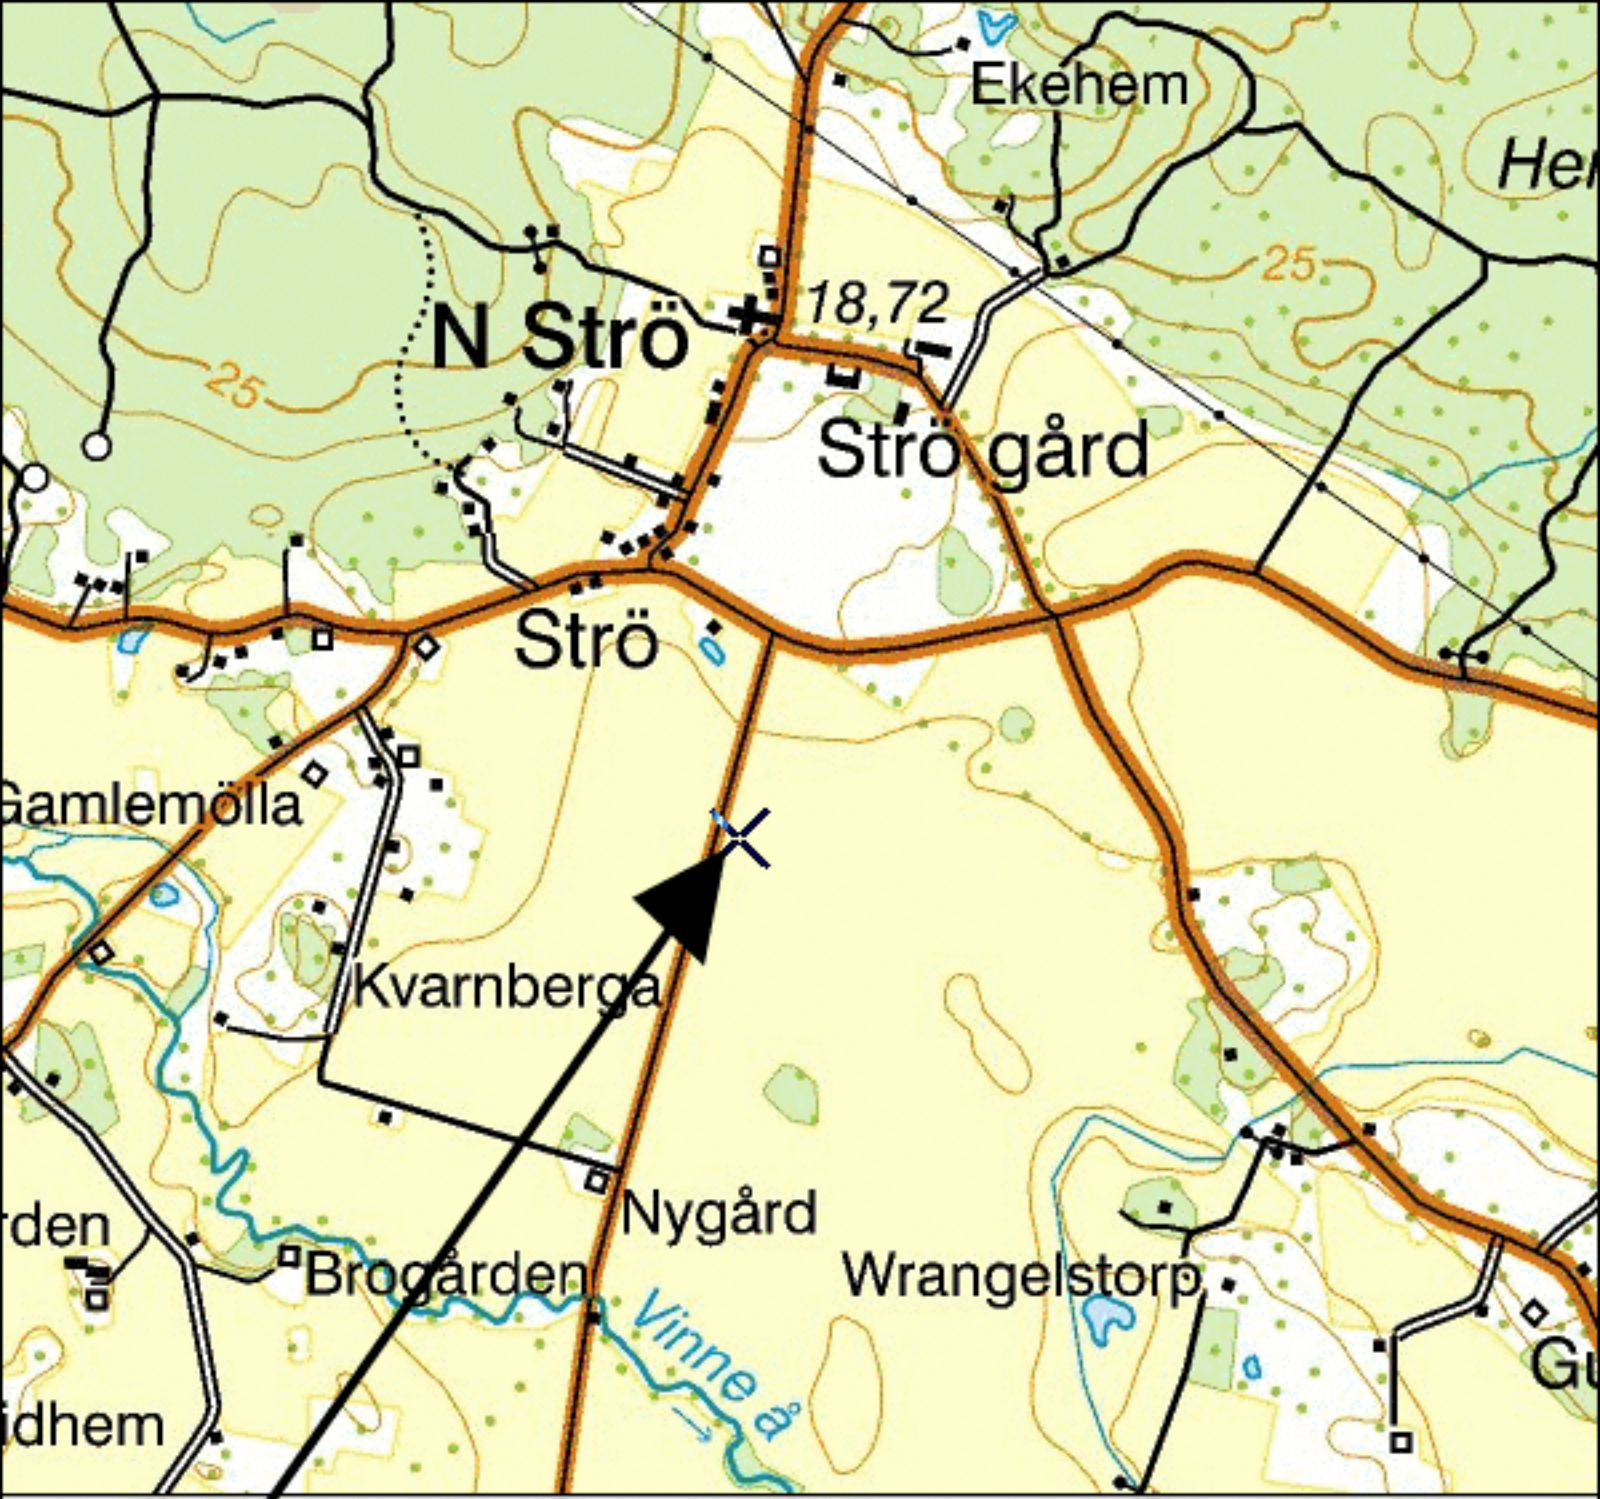 Ekehem
Her
25
18,72
N Strö
25
Strö gård
Strö
Gamlemölla
Kvarnberga
Nygård
rden
Brogården
Wrangelstorp
Vinne å
Gu
idhem